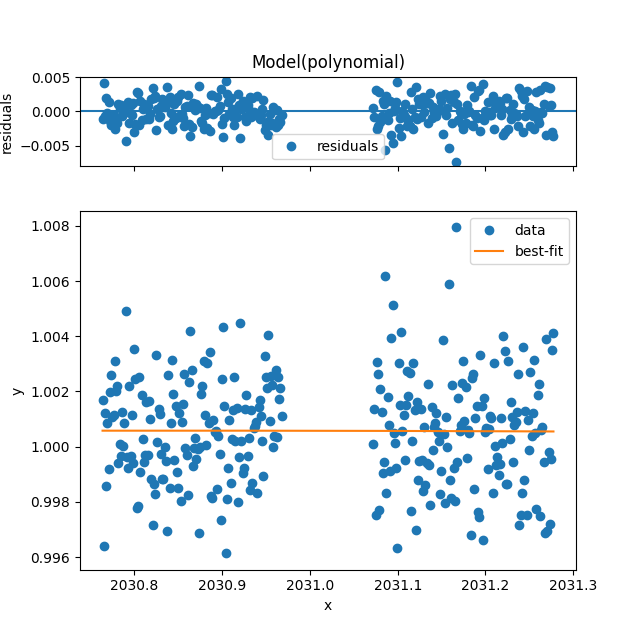 Model(polynomial)
0.005
0.000
−0.005
residuals
residuals
1.008
1.006
1.004
1.002
1.000
0.998
0.996
y
data
best-fit
2030.8 2030.9 2031.0 2031.1 2031.2 2031.3
x